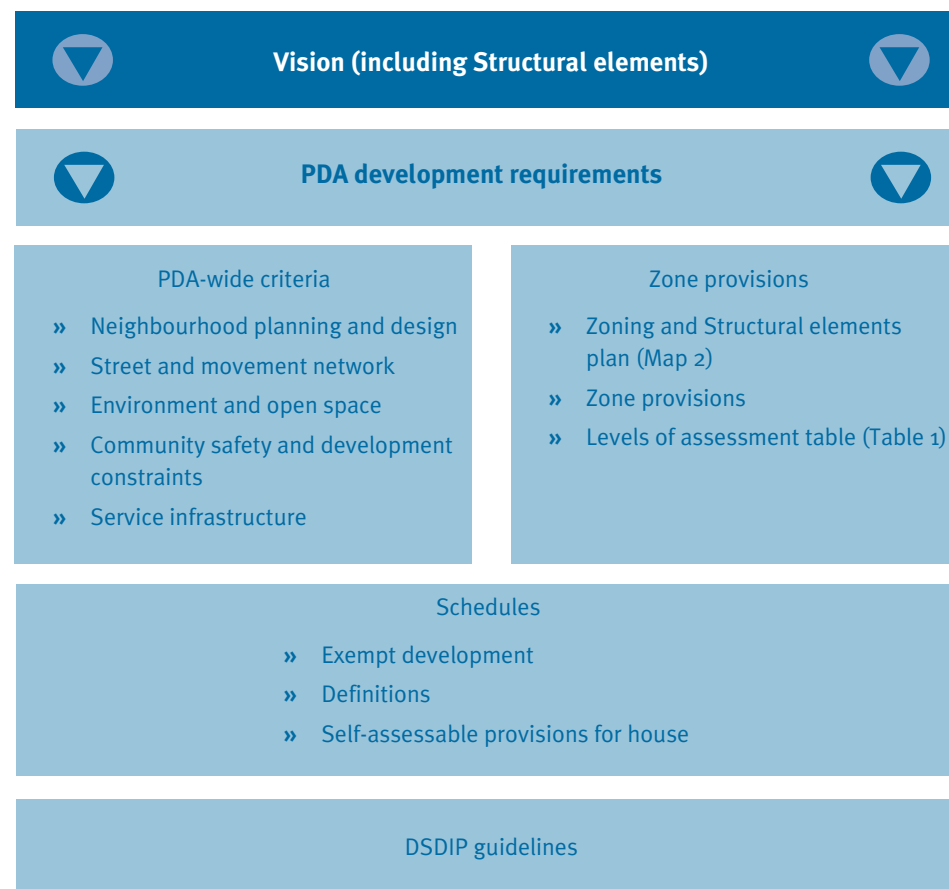 Vision (including Structural elements)
PDA development requirements
PDA-wide criteria
» Neighbourhood planning and design
» Street and movement network
» Environment and open space
» Community safety and development
constraints
» Service infrastructure
Zone provisions
» Zoning and Structural elements
plan (Map 2)
» Zone provisions
» Levels of assessment table (Table 1)
Schedules
» Exempt development
» Definitions
» Self-assessable provisions for house
DSDIP guidelines